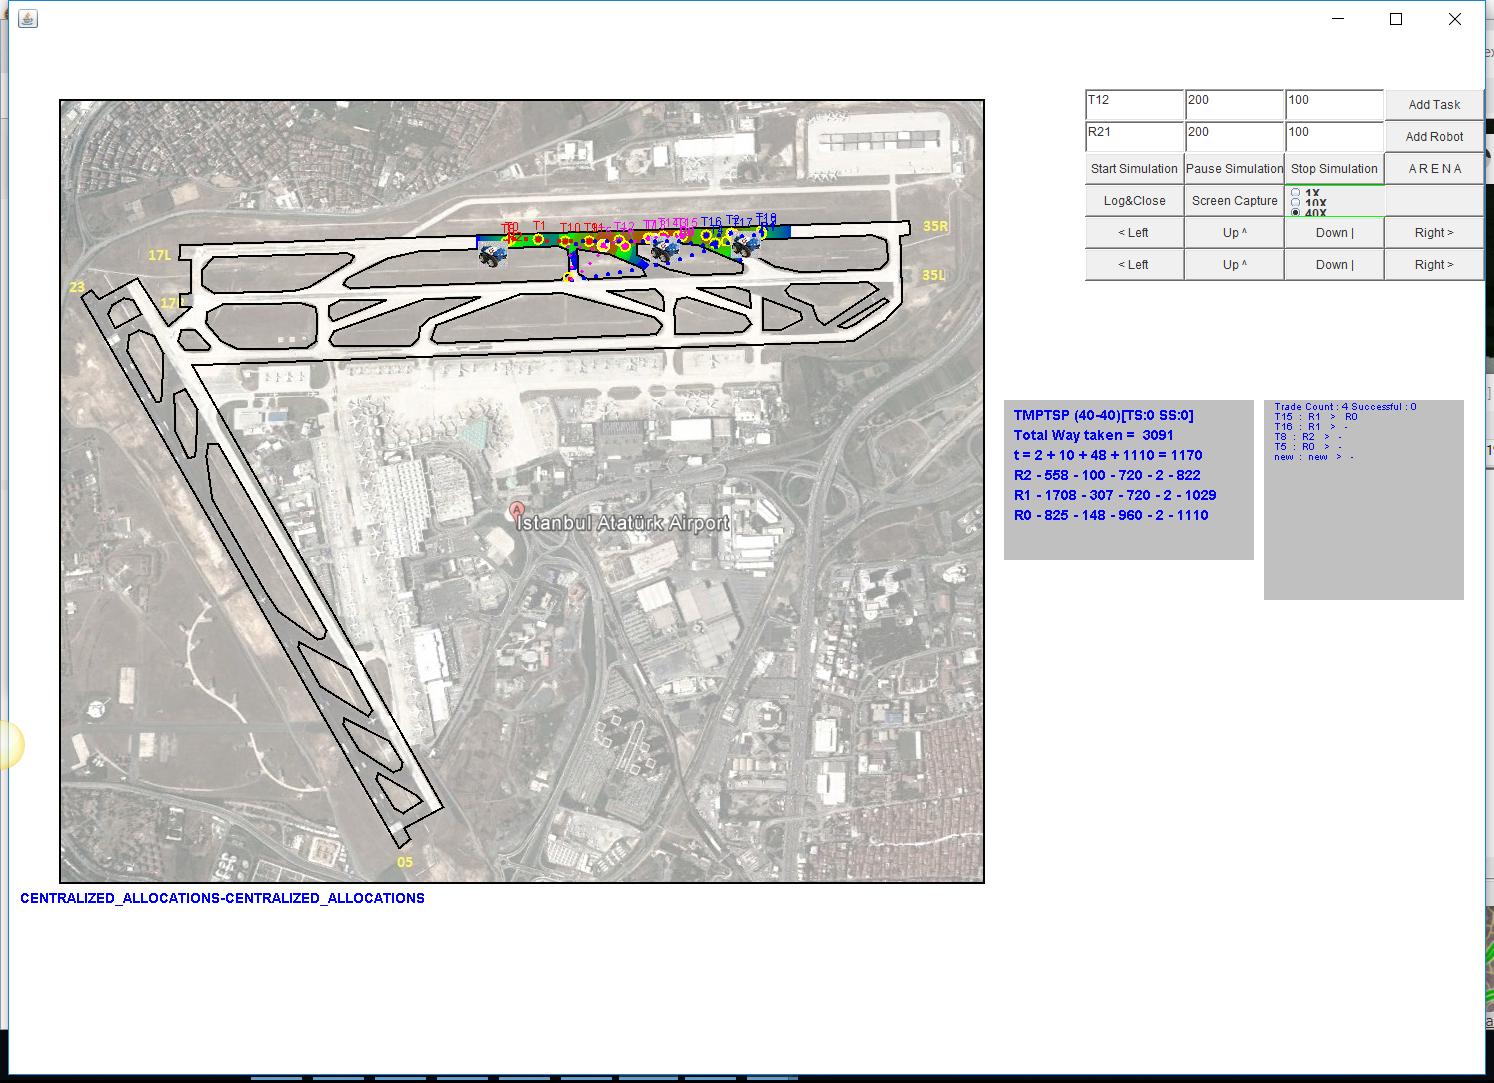 T12 200 100 Add Task
R21 200 100 Add Robot
Start Simulation Pause Simulation Stop Simulation A R E N A
Log&Close Screen Capture 1X
10X
40X
< Left Up ^ Down | Right >
< Left Up ^ Down | Right >
T1 T10 T12 T15 T16 T17 T18
35R
17L
35L
23
05
A
İstanbul Atatürk Airport
TMPTSP (40-40)[TS:0 SS:0]
Total Way taken = 3091
t = 2 + 10 + 48 + 1110 = 1170
R2 - 558 - 100 - 720 - 2 - 822
R1 - 1708 - 307 - 720 - 2 - 1029
R0 - 825 - 148 - 960 - 2 - 1110
Trade Count : 4 Successful : 0
T15 : R1 > R0
T16 : R1 > -
T8 : R2 > -
T5 : R0 > -
new : new > -
CENTRALIZED_ALLOCATIONS-CENTRALIZED_ALLOCATIONS